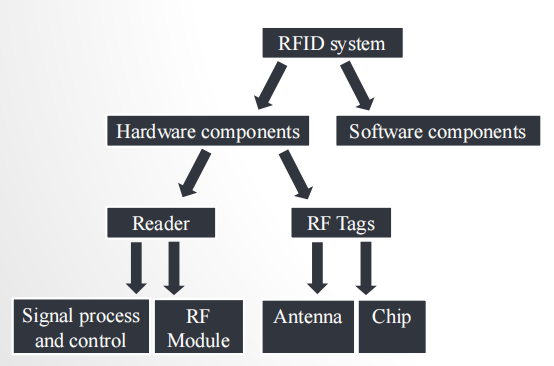 RFID system
Hardware components
Software components
Reader
RF Tags
Signal process
and control
RF
Module
Antenna
Chip